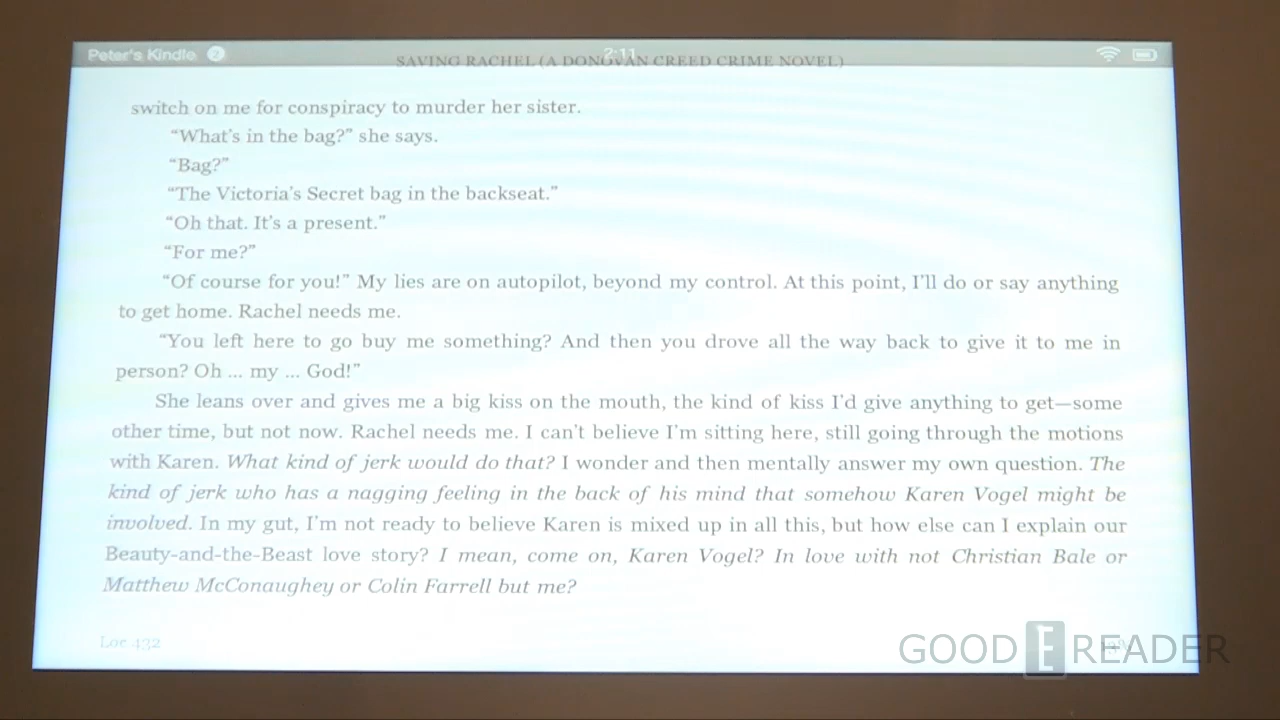 Peter's Kindle 2 2:11
SAVING RACHEL (A DONOVAN CREED CRIME NOVEL)
switch on me for conspiracy to murder her sister.
“What's in the bag?” she says.
“Bag?”
“The Victoria's Secret bag in the backseat.”
“Oh that. It's a present.”
“For me?”
“Of course for you!” My lies are on autopilot, beyond my control. At this point, I'll do or say anything
to get home. Rachel needs me.
“You left here to go buy me something? And then you drove all the way back to give it to me in
person? Oh ... my ... God!”
She leans over and gives me a big kiss on the mouth, the kind of kiss I'd give anything to get—some
other time, but not now. Rachel needs me. I can't believe I'm sitting here, still going through the motions
with Karen. What kind of jerk would do that? I wonder and then mentally answer my own question. The
kind of jerk who has a nagging feeling in the back of his mind that somehow Karen Vogel might be
involved. In my gut, I'm not ready to believe Karen is mixed up in all this, but how else can I explain our
Beauty-and-the-Beast love story? I mean, come on, Karen Vogel? In love with not Christian Bale or
Matthew McConaughey or Colin Farrell but me?
Loc 432
GOOD E READER